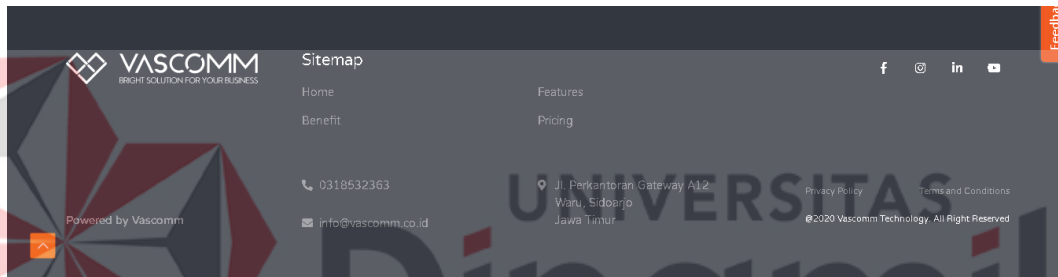 Feedba
VASCOMM
BRIGHT SOLUTION FOR YOUR BUSINESS
Sitemap
Home
Features
Benefit
Pricing
0318532363
Jl. Perkantoran Gateway A12
Waru, Sidoarjo
Jawa Timur
info@vascomm.co.id
Powered by Vascomm
Privacy Policy
Terms and Conditions
@2020 Vascomm Technology. All Right Reserved
UNIVERSITAS